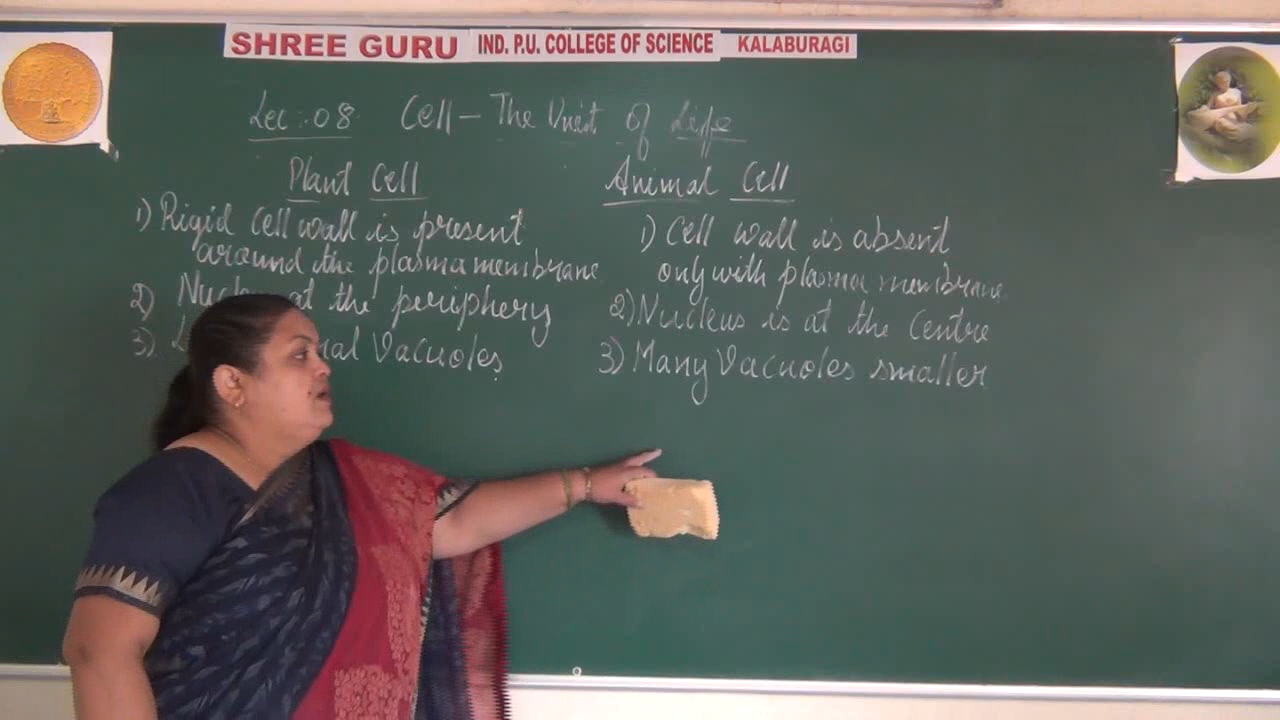 SHREE GURU IND. P.U. COLLEGE OF SCIENCE KALABURAGI
Lec :- 08 Cell – The Unit of Life
Plant Cell
1) Rigid Cell wall is present
around the plasma membrane
2) at the periphery
3) Vacuoles
Animal Cell
1) Cell wall is absent
only with plasma membrane
2) Nucleus is at the Centre
3) Many Vacuoles smaller